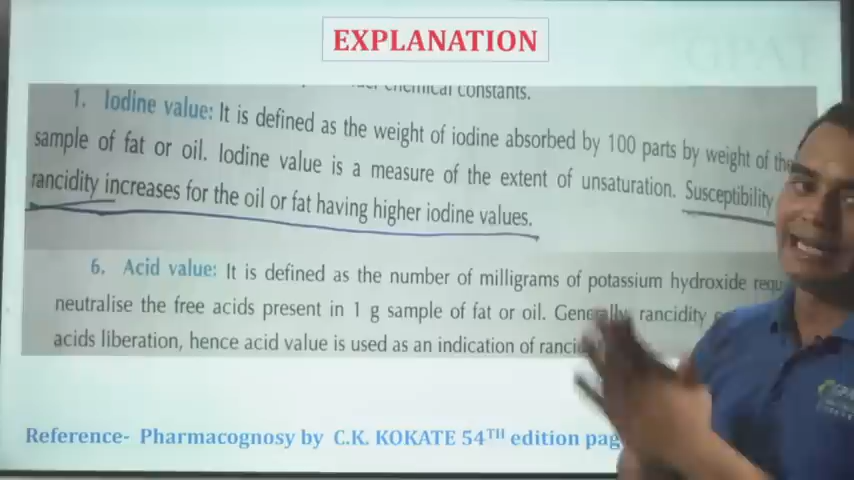 EXPLANATION
GPAT
chemical constants.
1. Iodine value: It is defined as the weight of iodine absorbed by 100 parts by weight of the
sample of fat or oil. Iodine value is a measure of the extent of unsaturation. Susceptibility
rancidity increases for the oil or fat having higher iodine values.
6. Acid value: It is defined as the number of milligrams of potassium hydroxide requ
neutralise the free acids present in 1 g sample of fat or oil. Generally, rancidity
acids liberation, hence acid value is used as an indication of ranci
Reference- Pharmacognosy by C.K. KOKATE 54TH edition pag